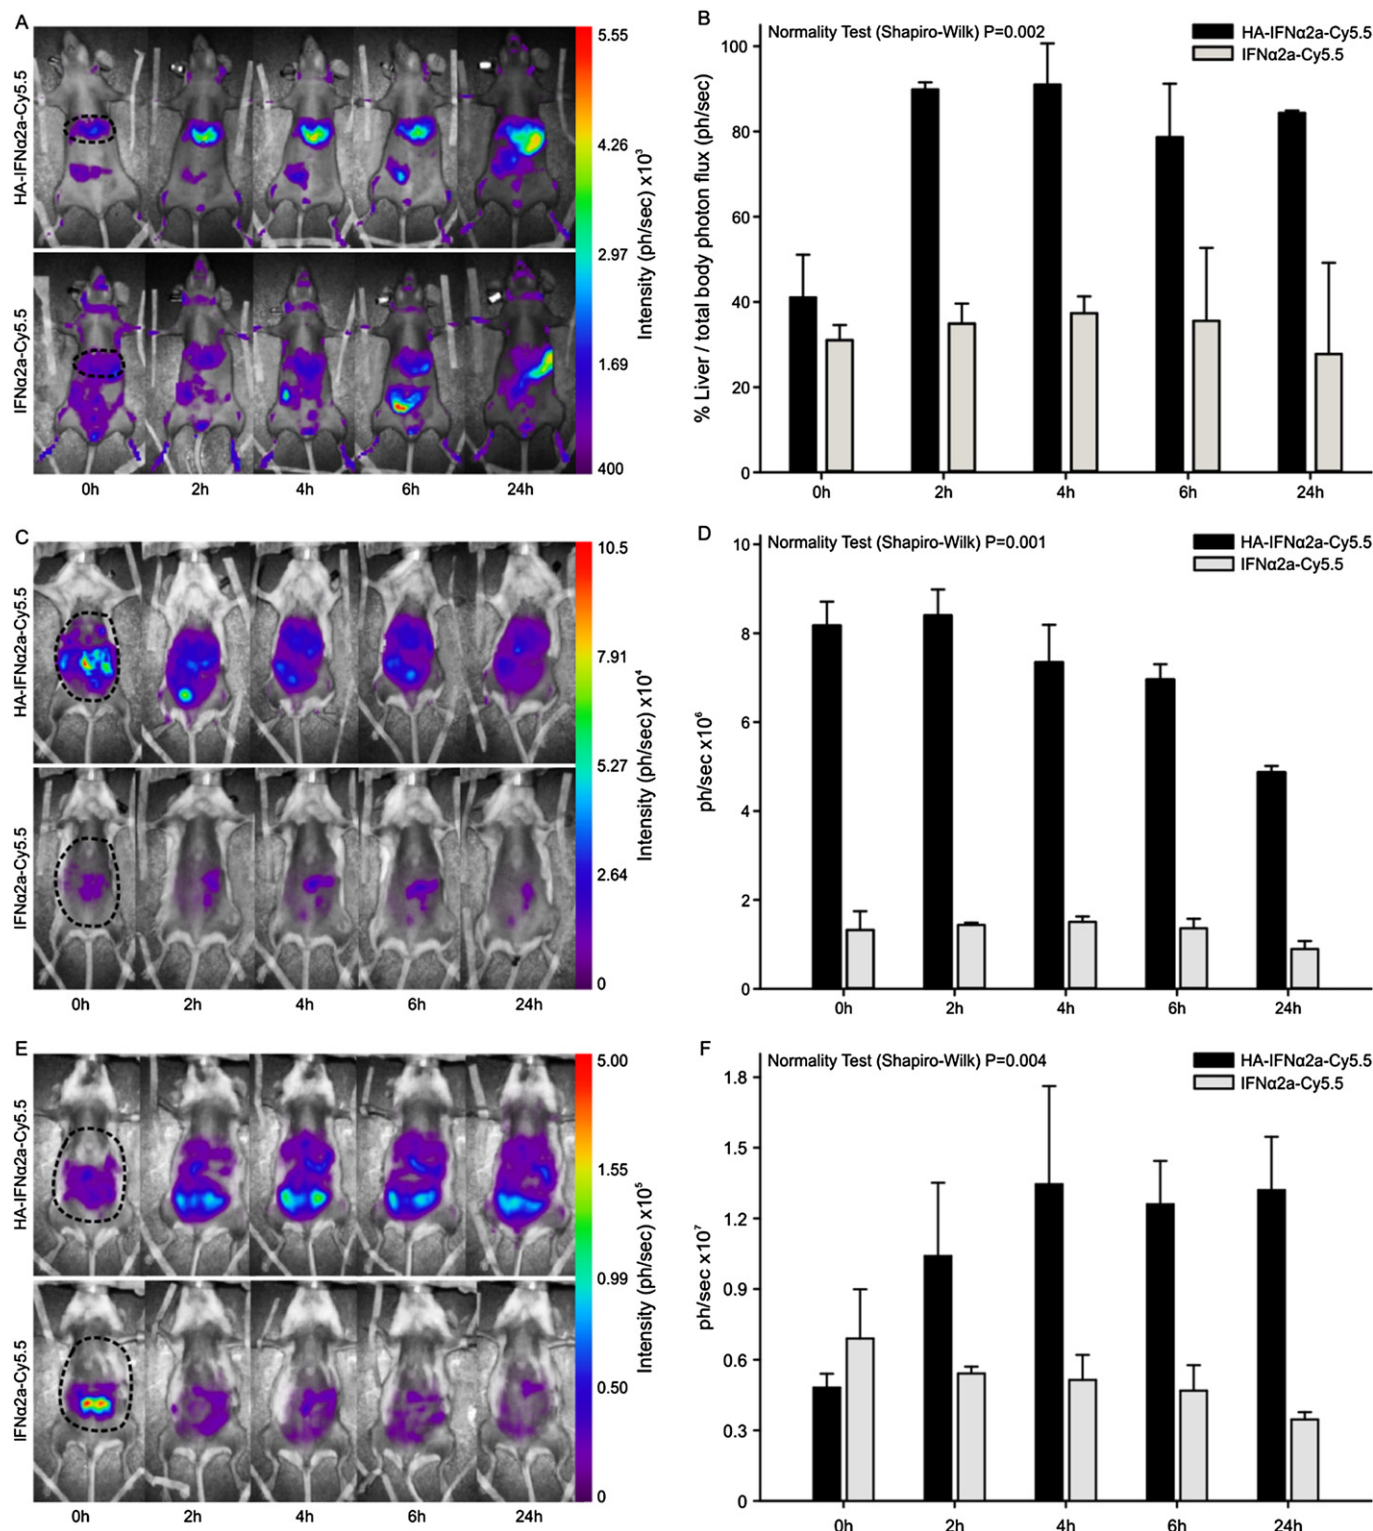 A
HA-IFNα2a-Cy5.5
IFNα2a-Cy5.5
0h 2h 4h 6h 24h
5.55
4.26
2.97
1.69
400
Intensity (ph/sec) x10³
B
Normality Test (Shapiro-Wilk) P=0.002
HA-IFNα2a-Cy5.5
IFNα2a-Cy5.5
% Liver / total body photon flux (ph/sec)
100
80
60
40
20
0
0h 2h 4h 6h 24h
C
HA-IFNα2a-Cy5.5
IFNα2a-Cy5.5
0h 2h 4h 6h 24h
10.5
7.91
5.27
2.64
0
Intensity (ph/sec) x10⁴
D
Normality Test (Shapiro-Wilk) P=0.001
HA-IFNα2a-Cy5.5
IFNα2a-Cy5.5
ph/sec x10⁶
10
8
6
4
2
0
0h 2h 4h 6h 24h
E
HA-IFNα2a-Cy5.5
IFNα2a-Cy5.5
0h 2h 4h 6h 24h
5.00
1.55
0.99
0.50
0
Intensity (ph/sec) x10⁵
F
Normality Test (Shapiro-Wilk) P=0.004
HA-IFNα2a-Cy5.5
IFNα2a-Cy5.5
ph/sec x10⁷
1.8
1.5
1.2
0.9
0.6
0.3
0
0h 2h 4h 6h 24h